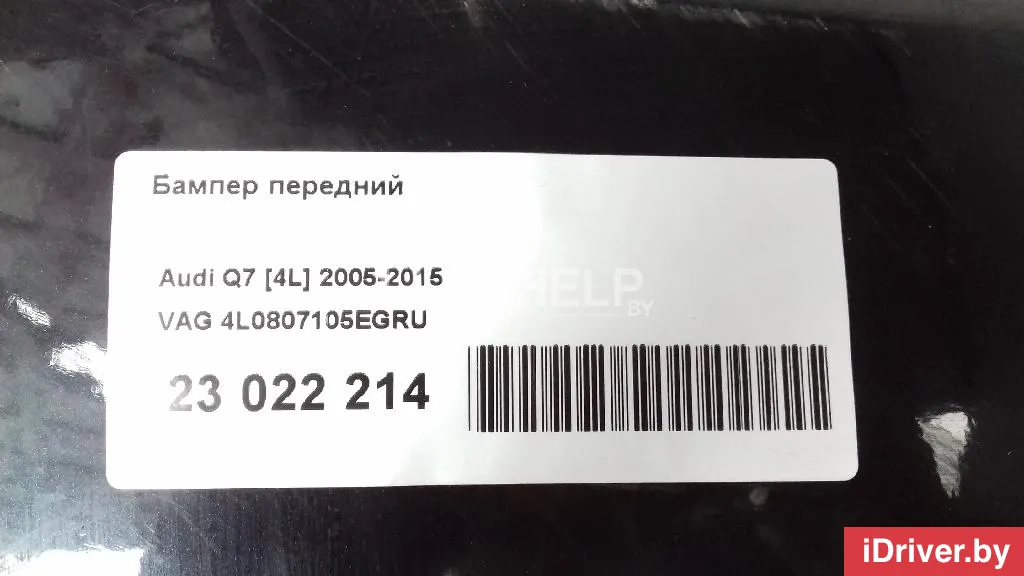 Бампер передний
Audi Q7 [4L] 2005-2015
HELP
BY
VAG 4L0807105EGRU
23 022 214
iDriver.by